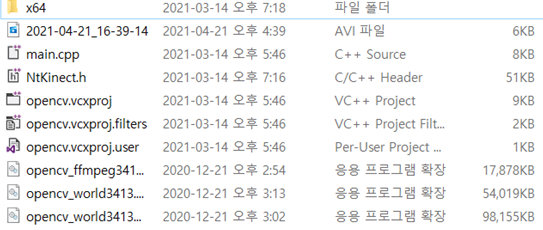 x64 2021-03-14 오후 7:18 파일 폴더
2021-04-21_16-39-14 2021-04-21 오후 4:39 AVI 파일 6KB
main.cpp 2021-03-14 오후 5:46 C++ Source 8KB
NtKinect.h 2021-03-14 오후 7:16 C/C++ Header 51KB
opencv.vcxproj 2021-03-14 오후 5:46 VC++ Project 9KB
opencv.vcxproj.filters 2021-03-14 오후 5:46 VC++ Project Filt... 2KB
opencv.vcxproj.user 2021-03-14 오후 5:46 Per-User Project ... 1KB
opencv_ffmpeg341... 2020-12-21 오후 2:54 응용 프로그램 확장 17,878KB
opencv_world3413.... 2020-12-21 오후 3:13 응용 프로그램 확장 54,019KB
opencv_world3413.... 2020-12-21 오후 3:02 응용 프로그램 확장 98,155KB